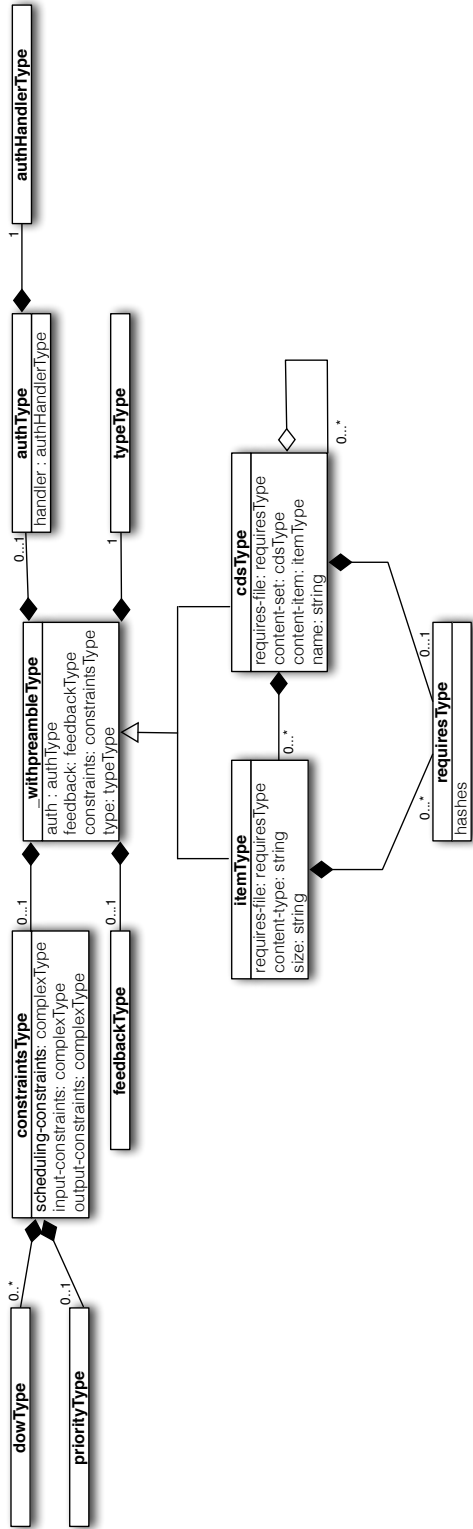 dowType
0..*
priorityType
0..1
constraintsType
scheduling-constraints: complexType
input-constraints: complexType
output-constraints: complexType
0...1
feedbackType
0...1
_withpreambleType
auth : authType
feedback: feedbackType
constraints: constraintsType
type: typeType
0...1
authType
handler : authHandlerType
1
authHandlerType
1
typeType
itemType
requires-file: requiresType
content-type: string
size: string
0...*
cdsType
requires-file: requiresType
content-set: cdsType
content-item: itemType
name: string
0...*
0...*
0...1
requiresType
hashes